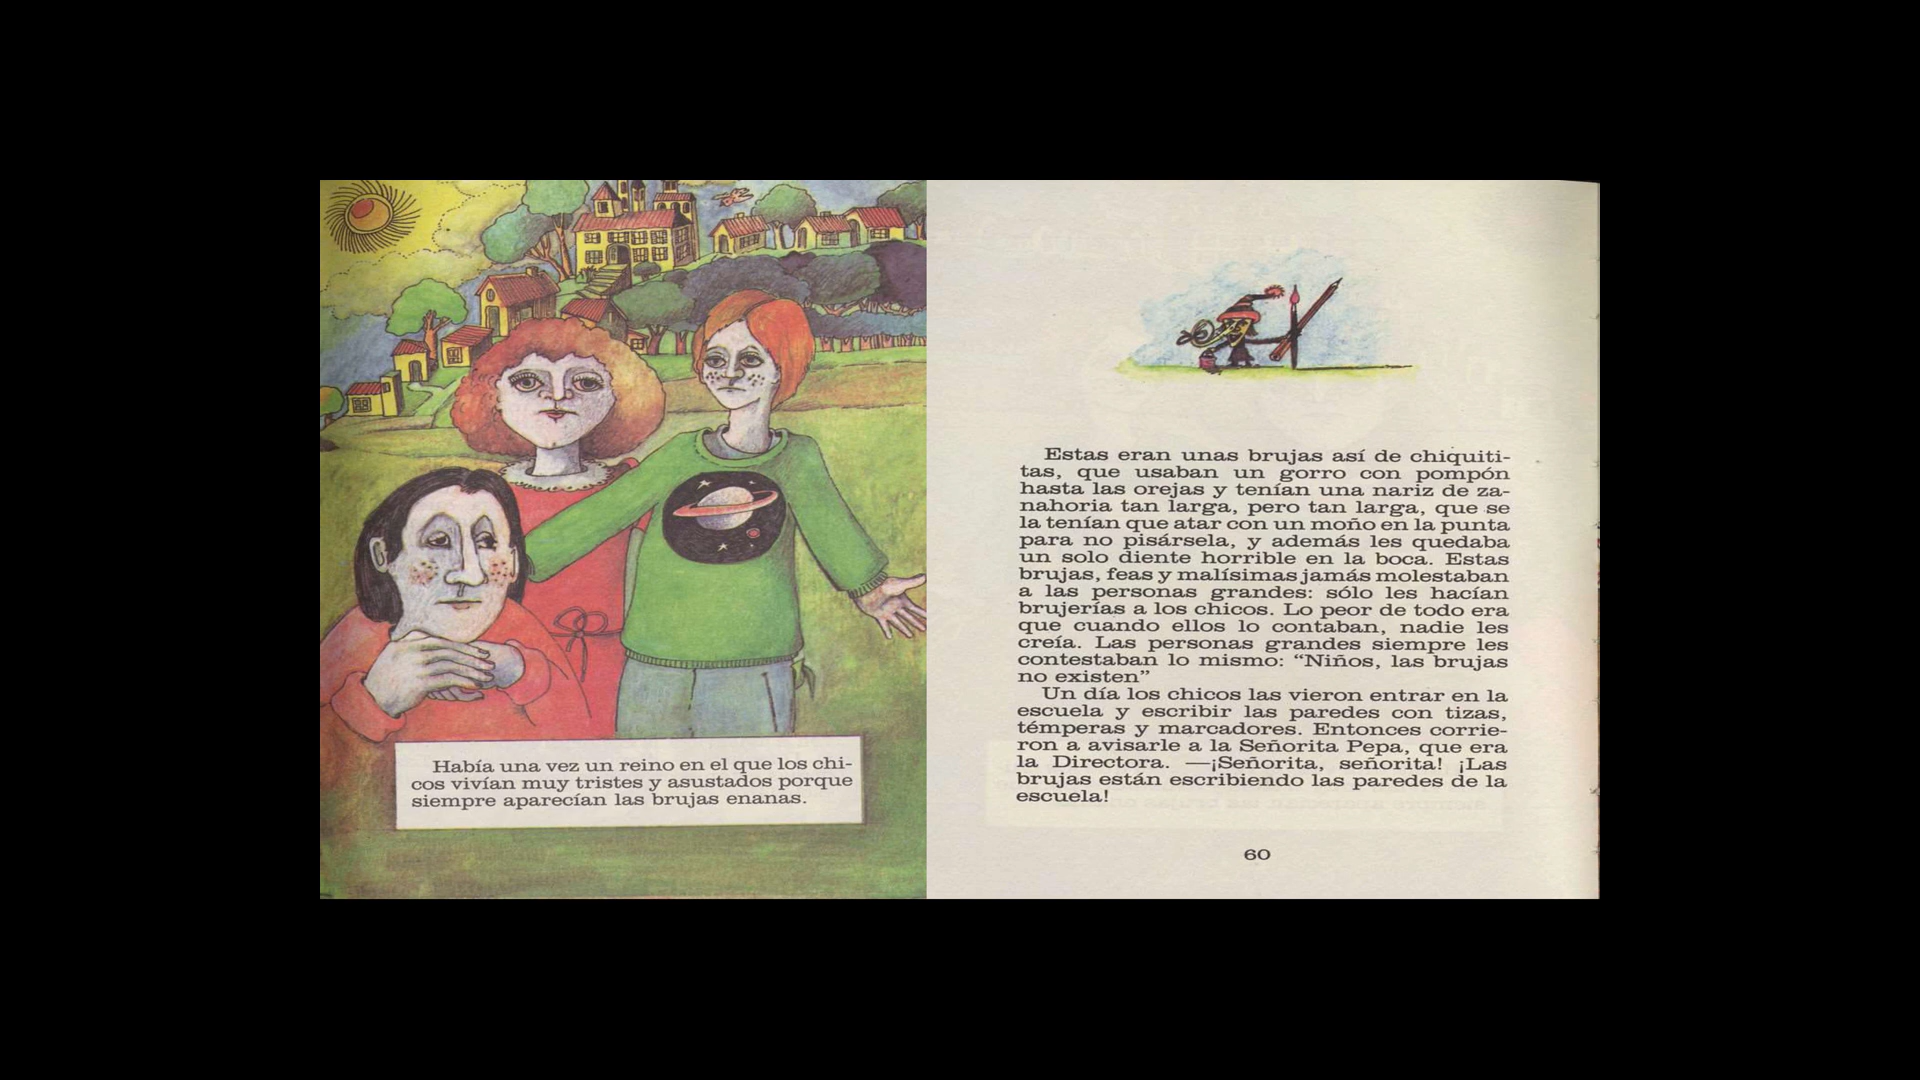 Había una vez un reino en el que los chi-
cos vivían muy tristes y asustados porque
siempre aparecían las brujas enanas.
Estas eran unas brujas así de chiquiti-
tas, que usaban un gorro con pompón
hasta las orejas y tenían una nariz de za-
nahoria tan larga, pero tan larga, que se
la tenían que atar con un moño en la punta
para no pisársela, y además les quedaba
un solo diente horrible en la boca. Estas
brujas, feas y malísimas jamás molestaban
a las personas grandes: sólo les hacían
brujerías a los chicos. Lo peor de todo era
que cuando ellos lo contaban, nadie les
creía. Las personas grandes siempre les
contestaban lo mismo: “Niños, las brujas
no existen”
Un día los chicos las vieron entrar en la
escuela y escribir las paredes con tizas,
témperas y marcadores. Entonces corrie-
ron a avisarle a la Señorita Pepa, que era
la Directora. —¡Señorita, señorita! ¡Las
brujas están escribiendo las paredes de la
escuela!
60